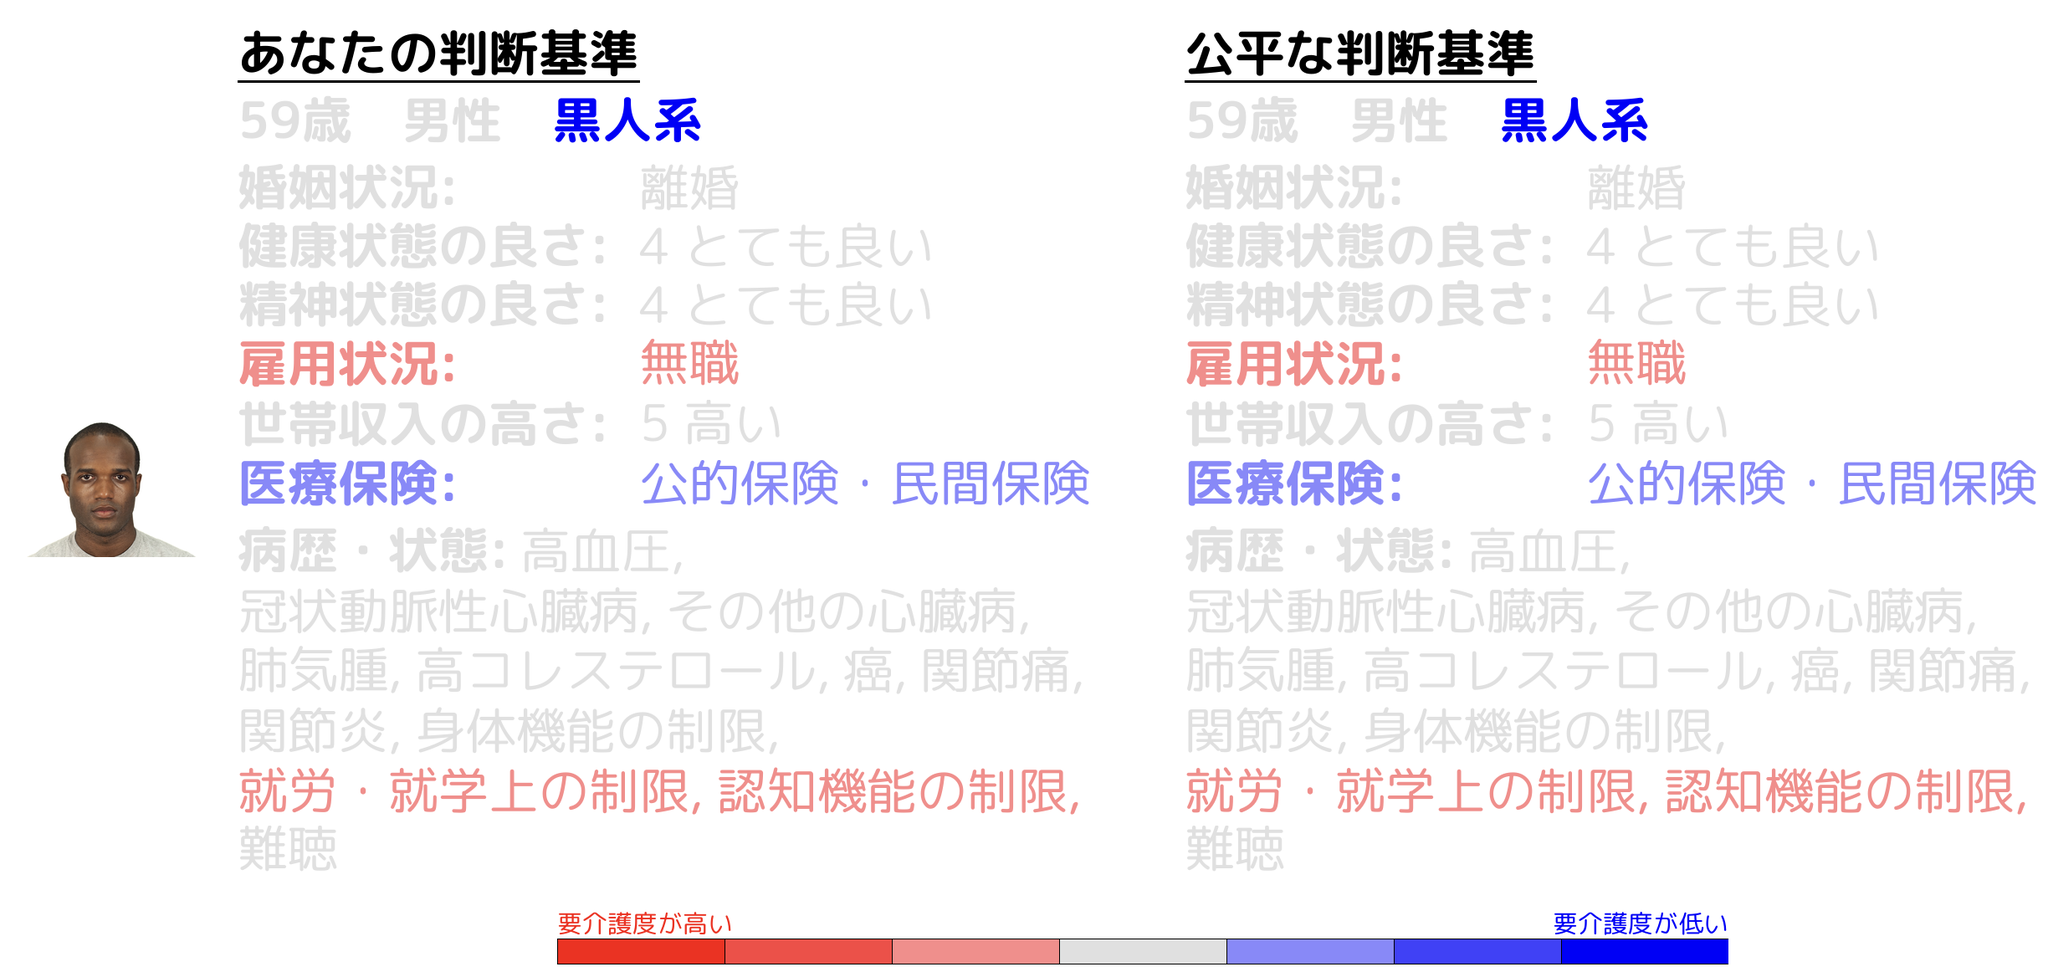 あなたの判断基準
59歳 男性 黒人系
婚姻状況: 離婚
健康状態の良さ: 4 とても良い
精神状態の良さ: 4 とても良い
雇用状況: 無職
世帯収入の高さ: 5 高い
医療保険: 公的保険・民間保険
病歴・状態: 高血圧,
冠状動脈性心臓病, その他の心臓病,
肺気腫, 高コレステロール, 癌, 関節痛,
関節炎, 身体機能の制限,
就労・就学上の制限, 認知機能の制限,
難聴
公平な判断基準
59歳 男性 黒人系
婚姻状況: 離婚
健康状態の良さ: 4 とても良い
精神状態の良さ: 4 とても良い
雇用状況: 無職
世帯収入の高さ: 5 高い
医療保険: 公的保険・民間保険
病歴・状態: 高血圧,
冠状動脈性心臓病, その他の心臓病,
肺気腫, 高コレステロール, 癌, 関節痛,
関節炎, 身体機能の制限,
就労・就学上の制限, 認知機能の制限,
難聴
要介護度が高い
要介護度が低い